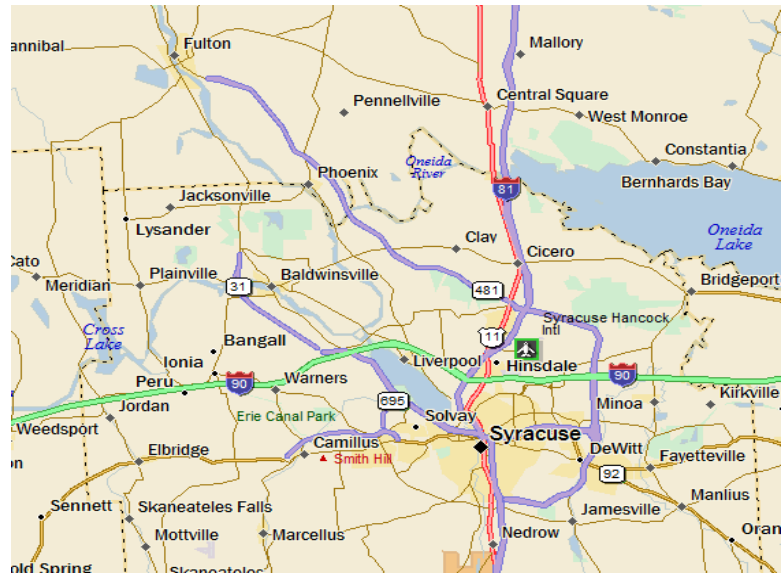 Mallory
annibal
Fulton
Central Square
Pennellville
West Monroe
Constantia
Oneida
River
Phoenix
Bernhards Bay
81
Jacksonville
Lysander
Oneida
Lake
Clay
Cicero
Cato
Meridian
Plainville
Baldwinsville
31
481
Bridgeport
Syracuse Hancock
Intl
Cross
Lake
Bangall
11
Ionia
Liverpool
Hinsdale
90
Peru
90
Warners
Kirkville
Jordan
695
Minoa
Weedsport
Erie Canal Park
Solvay
Syracuse
Elbridge
Camillus
DeWitt
on
Smith Hill
Fayetteville
92
Sennett
Skaneateles Falls
Manlius
Jamesville
Mottville
Marcellus
Nedrow
Oran
old Spring
Skaneateles